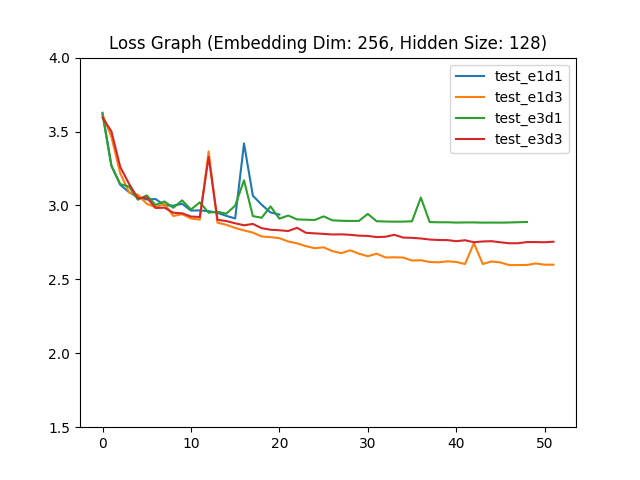 Loss Graph (Embedding Dim: 256, Hidden Size: 128)
4.0
3.5
3.0
2.5
2.0
1.5
0 10 20 30 40 50
test_e1d1
test_e1d3
test_e3d1
test_e3d3